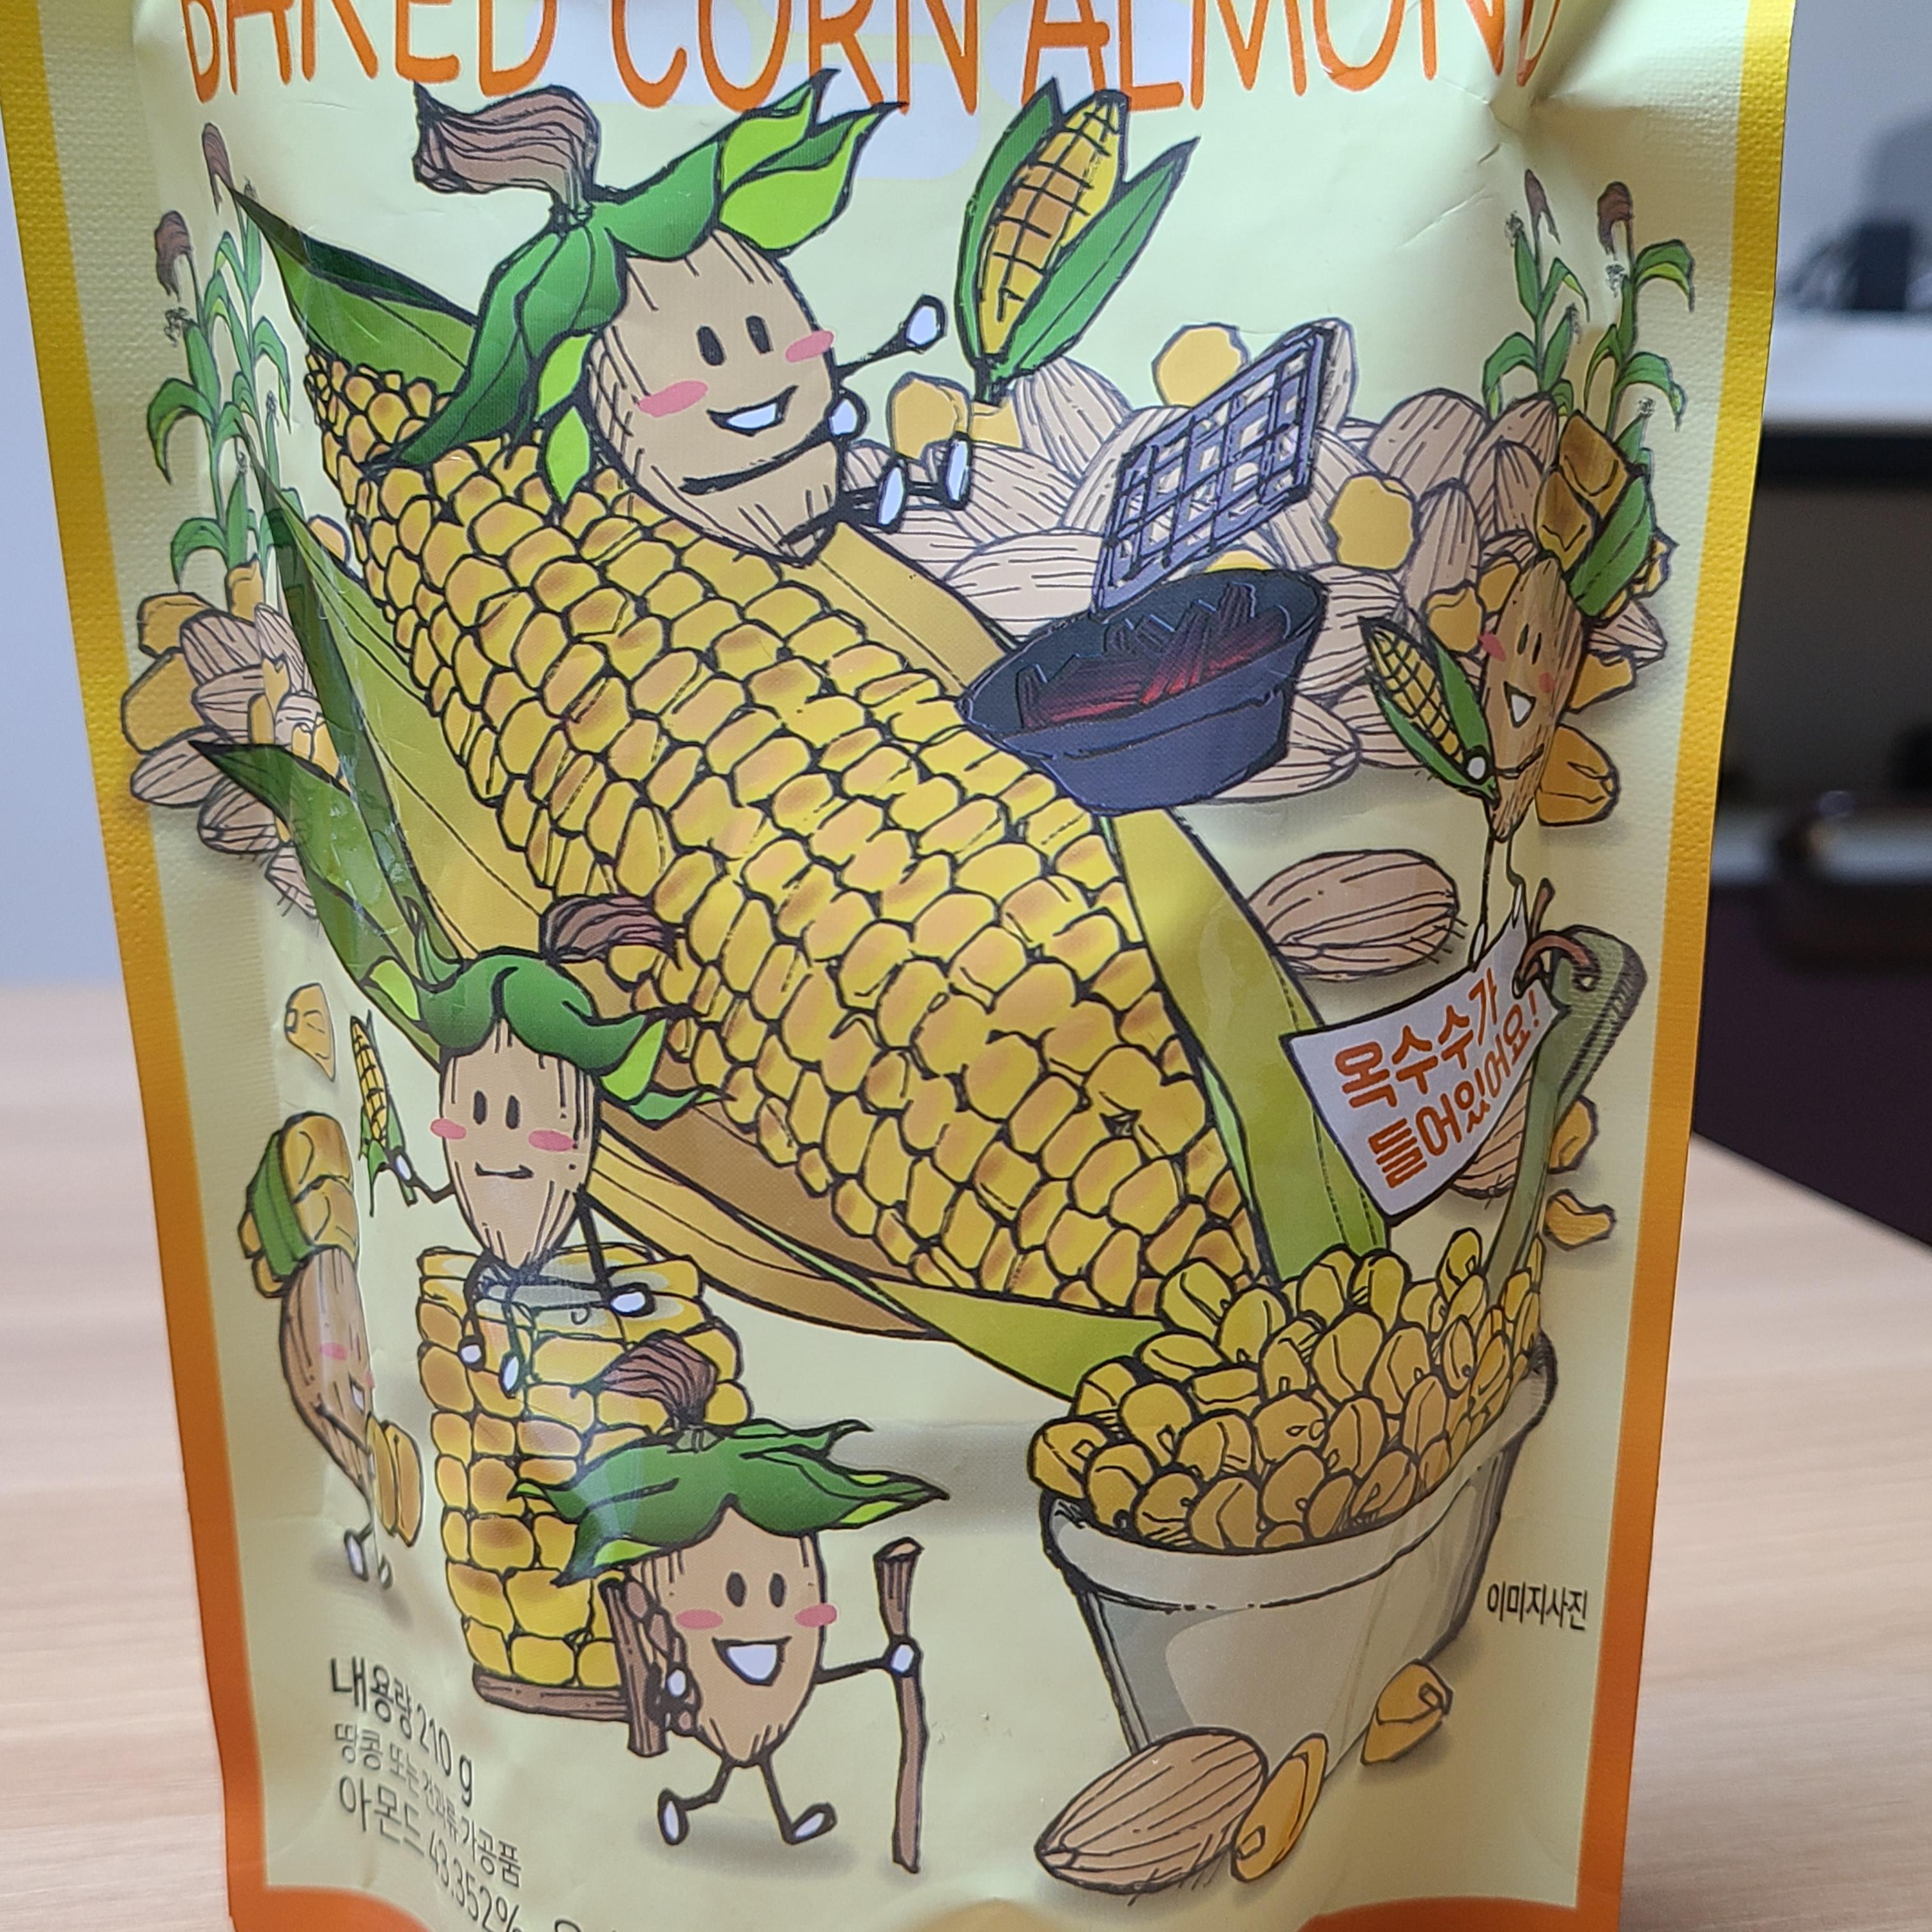 BAKED CORN ALMOND
옥수수가
들어있어요!
이미지사진
내용량 210 g
땅콩 또는 견과류가공품
아몬드 43.352%